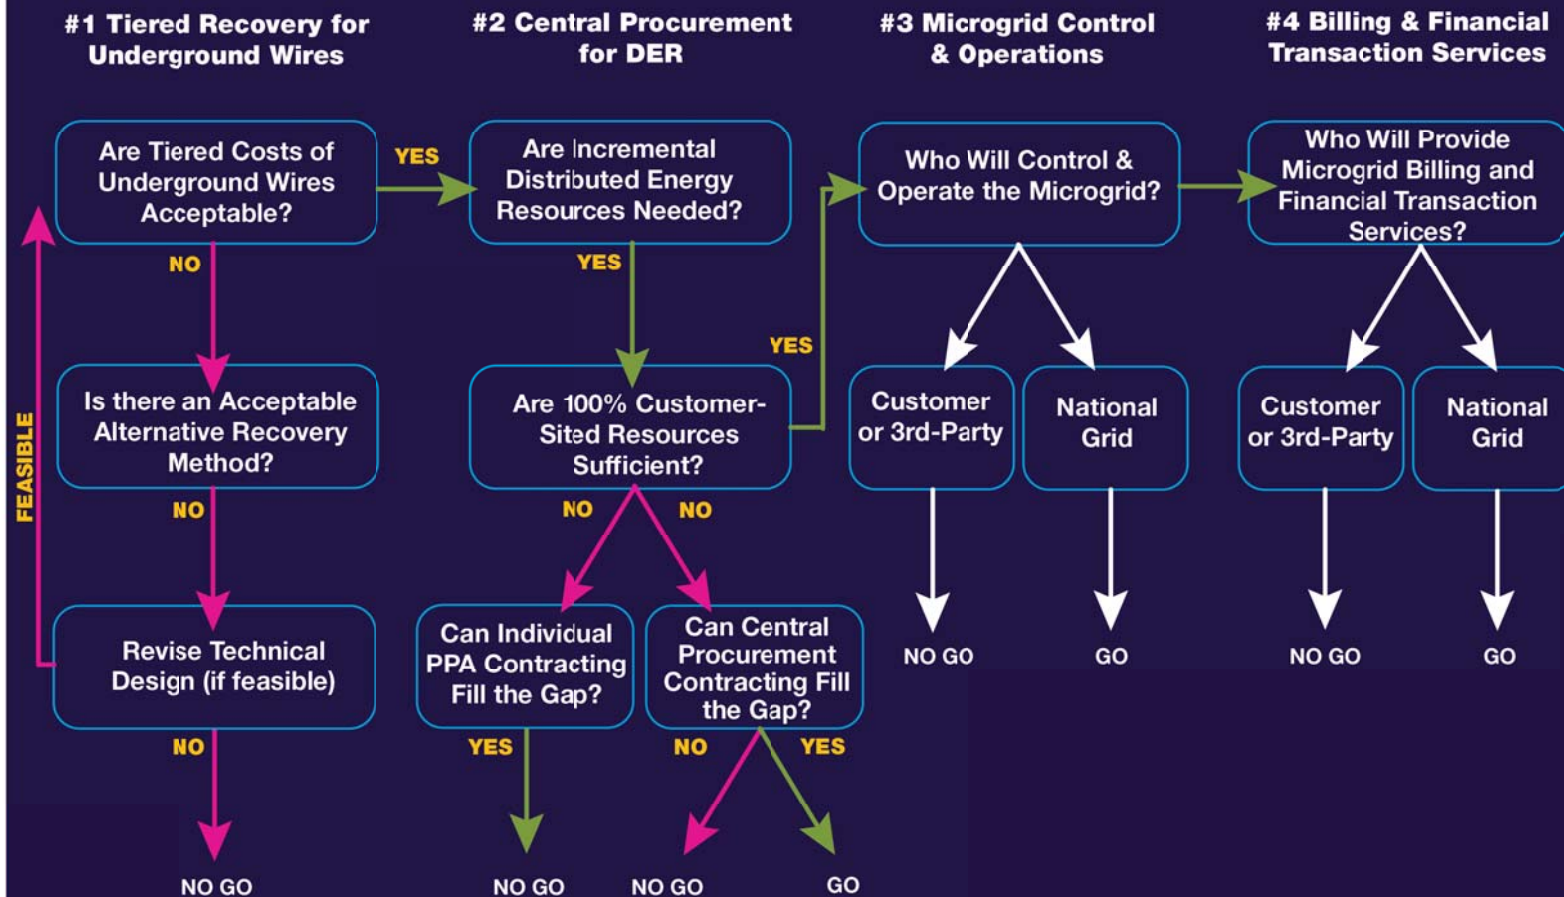 #1 Tiered Recovery for
Underground Wires
#2 Central Procurement
for DER
#3 Microgrid Control
& Operations
#4 Billing & Financial
Transaction Services
Are Tiered Costs of
Underground Wires
Acceptable?
YES
Are Incremental
Distributed Energy
Resources Needed?
Who Will Control &
Operate the Microgrid?
Who Will Provide
Microgrid Billing and
Financial Transaction
Services?
NO
YES
YES
FEASIBLE
Is there an Acceptable
Alternative Recovery
Method?
Are 100% Customer-
Sited Resources
Sufficient?
Customer
or 3rd-Party
National
Grid
Customer
or 3rd-Party
National
Grid
NO
NO
NO
Revise Technical
Design (if feasible)
Can Individual
PPA Contracting
Fill the Gap?
Can Central
Procurement
Contracting Fill
the Gap?
NO GO
GO
NO GO
GO
NO
YES
NO
YES
NO GO
NO GO
NO GO
GO